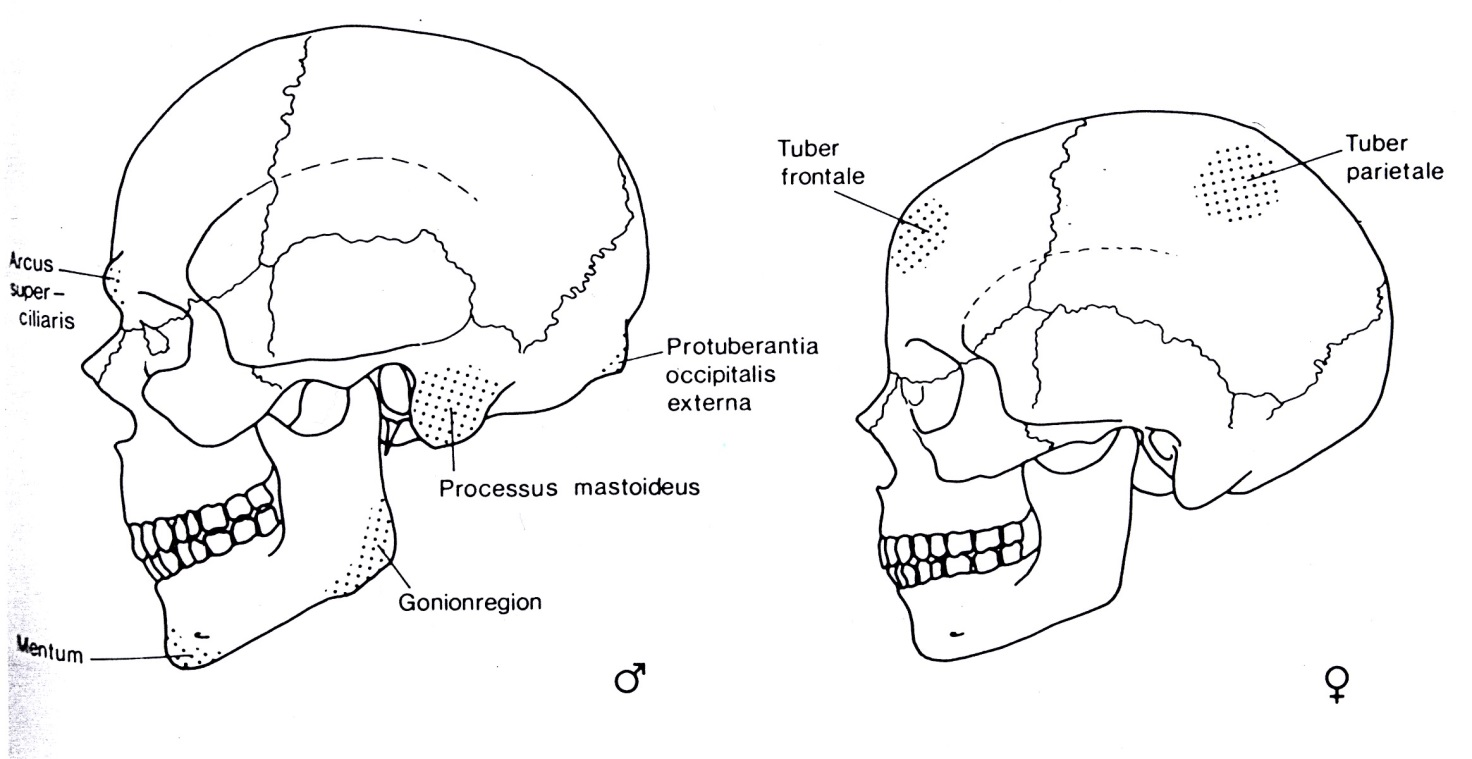 Arcus
super-
ciliaris
Protuberantia
occipitalis
externa
Processus mastoideus
Gonionregion
Mentum
♂
Tuber
frontale
Tuber
parietale
♀